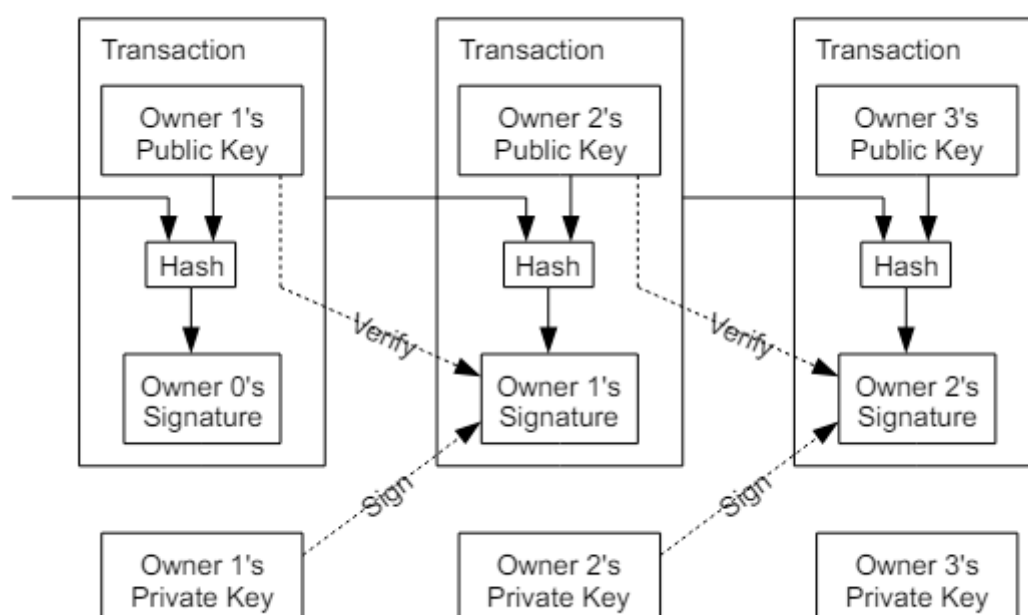 Transaction
Owner 1's
Public Key
Hash
Owner 0's
Signature
Transaction
Owner 2's
Public Key
Hash
Verify
Owner 1's
Signature
Transaction
Owner 3's
Public Key
Hash
Verify
Owner 2's
Signature
Sign
Sign
Owner 1's
Private Key
Owner 2's
Private Key
Owner 3's
Private Key